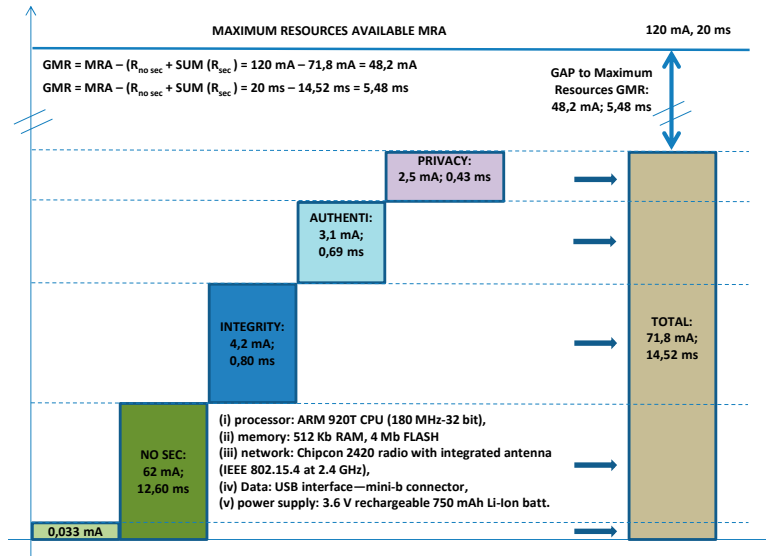 MAXIMUM RESOURCES AVAILABLE MRA
120 mA, 20 ms
GMR = MRA – (Rno sec + SUM (Rsec) = 120 mA – 71,8 mA = 48,2 mA
GMR = MRA – (Rno sec + SUM (Rsec) = 20 ms – 14,52 ms = 5,48 ms
GAP to Maximum
Resources GMR:
48,2 mA; 5,48 ms
PRIVACY:
2,5 mA; 0,43 ms
AUTHENTI:
3,1 mA;
0,69 ms
INTEGRITY:
4,2 mA;
0,80 ms
TOTAL:
71,8 mA;
14,52 ms
NO SEC:
62 mA;
12,60 ms
(i) processor: ARM 920T CPU (180 MHz-32 bit),
(ii) memory: 512 Kb RAM, 4 Mb FLASH
(iii) network: Chipcon 2420 radio with integrated antenna
(IEEE 802.15.4 at 2.4 GHz),
(iv) Data: USB interface—mini-b connector,
(v) power supply: 3.6 V rechargeable 750 mAh Li-Ion batt.
0,033 mA